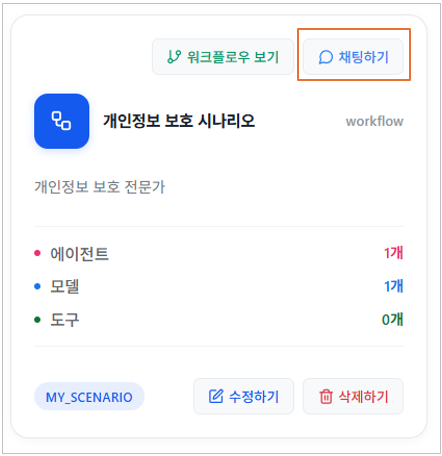 워크플로우 보기 채팅하기
개인정보 보호 시나리오 workflow
개인정보 보호 전문가
에이전트 1개
모델 1개
도구 0개
MY_SCENARIO 수정하기 삭제하기